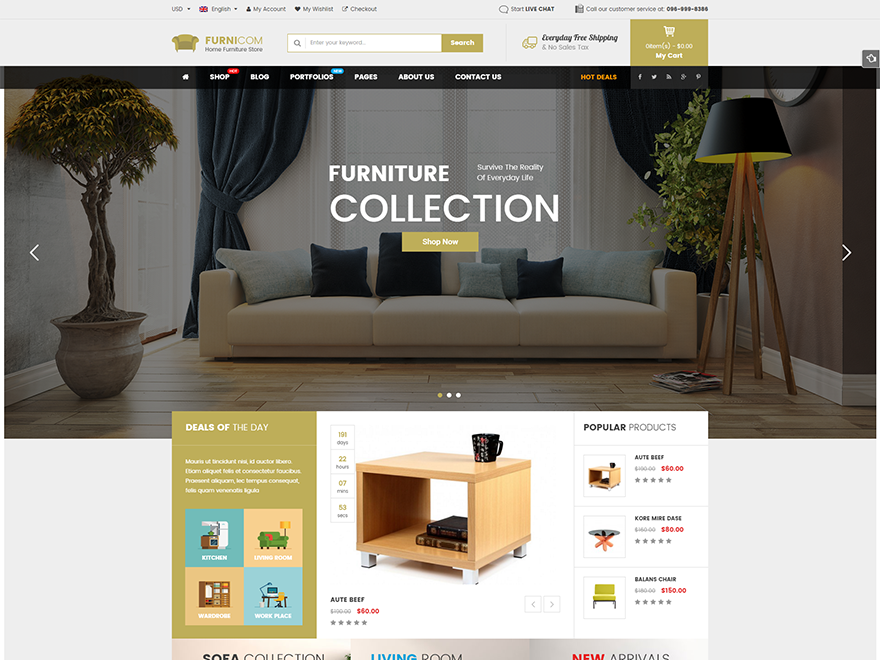 USD English My Account My Wishlist Checkout Start LIVE CHAT Call our customer service at: 096-999-8386
FURNICOM
Home Furniture Store
Enter your keyword...
Search
Everyday Free Shipping
& No Sales Tax
0item(s) - $0.00
My Cart
SHOP HOT BLOG PORTFOLIOS NEW PAGES ABOUT US CONTACT US HOT DEALS
FURNITURE
Survive The Reality
Of Everyday Life
COLLECTION
Shop Now
DEALS OF THE DAY
Mauris ut tincidunt nisi, id auctor libero.
Etiam aliquet felis et consectetur faucibus.
Praesent aliquam, lec tempus consequat,
felis quam venenatis ligula
KITCHEN
LIVING ROOM
WARDROBE
WORK PLACE
191
days
22
hours
07
mins
53
secs
AUTE BEEF
$190.00 $60.00
POPULAR PRODUCTS
AUTE BEEF
$190.00 $60.00
KORE MIRE DASE
$160.00 $80.00
BALANS CHAIR
$180.00 $150.00
SOFA COLLECTION
LIVING ROOM
NEW ARRIVALS